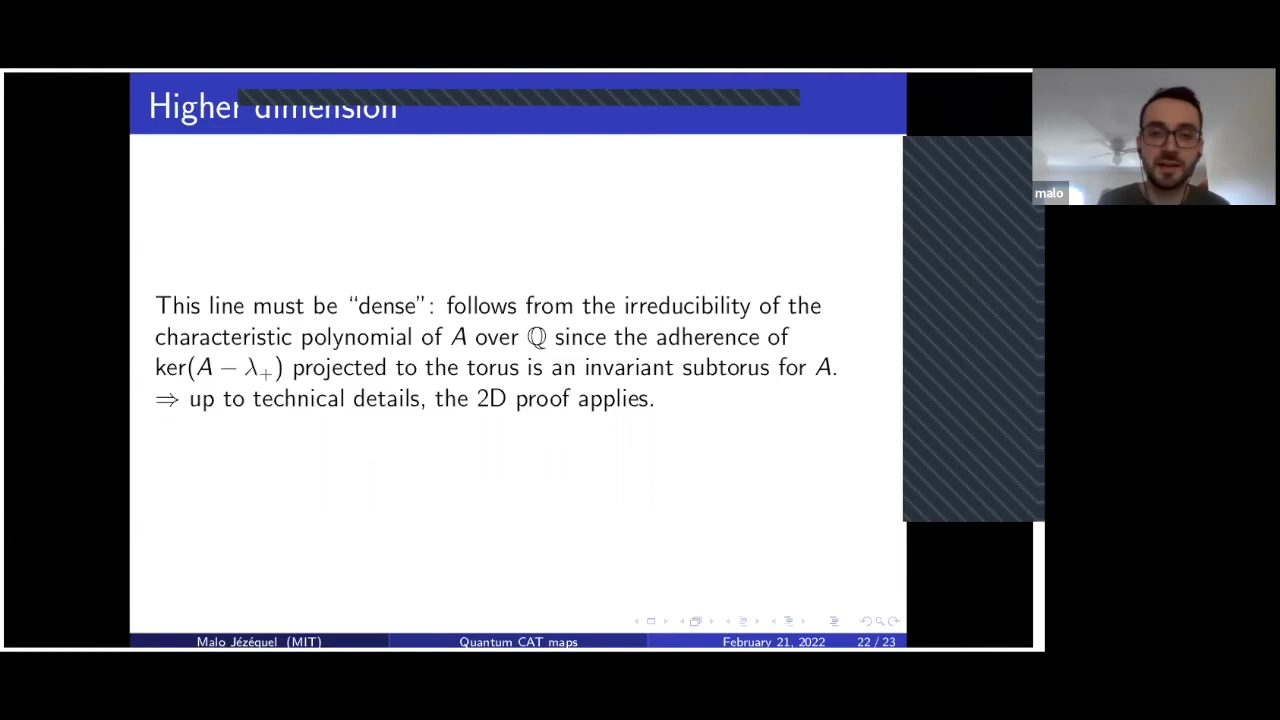 Higher dimension
malo
This line must be “dense”: follows from the irreducibility of the
characteristic polynomial of A over ℚ since the adherence of
ker(A − λ₊) projected to the torus is an invariant subtorus for A.
⇒ up to technical details, the 2D proof applies.
Malo Jézéquel (MIT) Quantum CAT maps February 21, 2022 22 / 23